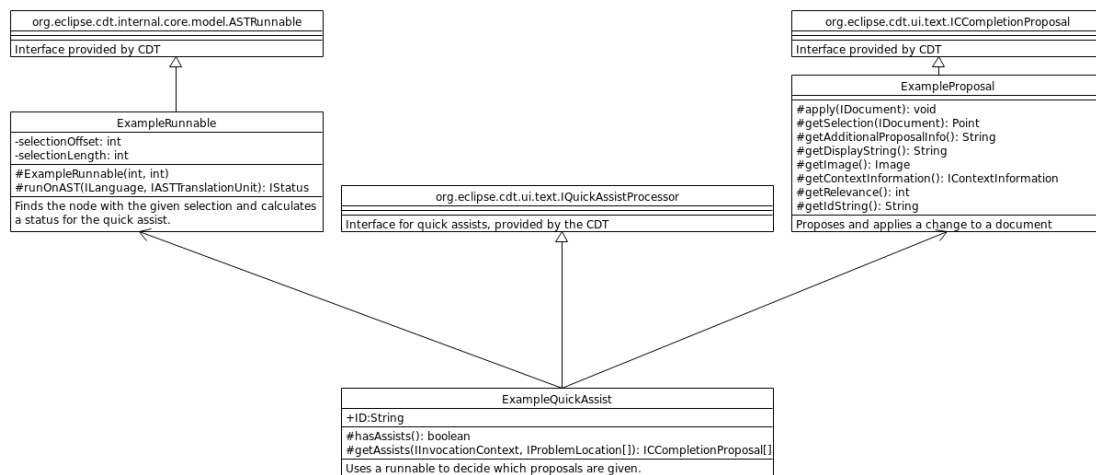 org.eclipse.cdt.internal.core.model.ASTRunnable
Interface provided by CDT
org.eclipse.cdt.ui.text.ICCompletionProposal
Interface provided by CDT
ExampleRunnable
-selectionOffset: int
-selectionLength: int
#ExampleRunnable(int, int)
#runOnAST(ILanguage, IASTTranslationUnit): IStatus
Finds the node with the given selection and calculates
a status for the quick assist.
ExampleProposal
#apply(IDocument): void
#getSelection(IDocument): Point
#getAdditionalProposalInfo(): String
#getDisplayString(): String
#getImage(): Image
#getContextInformation(): IContextInformation
#getRelevance(): int
#getIdString(): String
Proposes and applies a change to a document
org.eclipse.cdt.ui.text.IQuickAssistProcessor
Interface for quick assists, provided by the CDT
ExampleQuickAssist
+ID:String
#hasAssists(): boolean
#getAssists(IInvocationContext, IProblemLocation[]): ICCompletionProposal[]
Uses a runnable to decide which proposals are given.